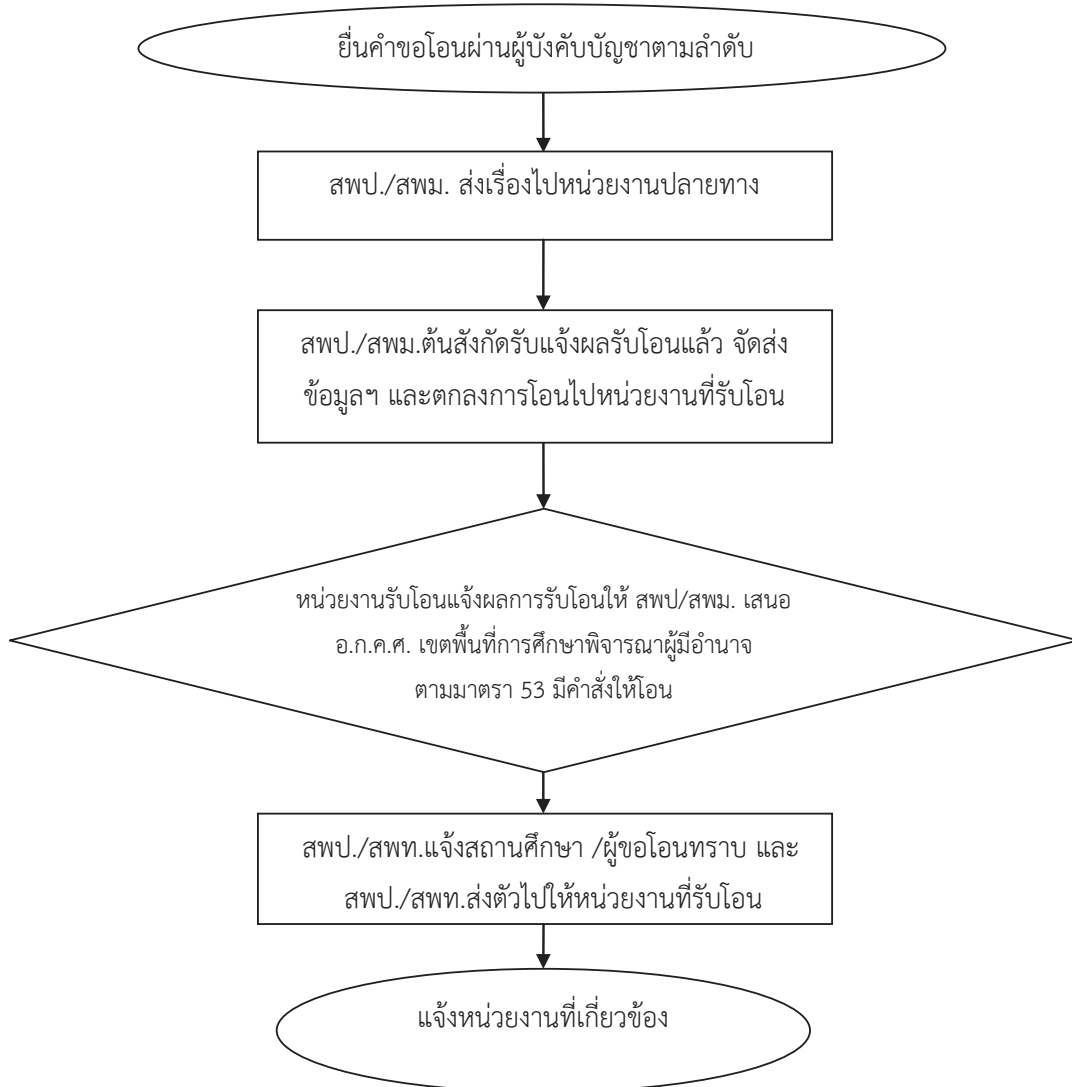 ยื่นคำขอโอนผ่านผู้บังคับบัญชาตามลำดับ
สพป./สพม. ส่งเรื่องไปหน่วยงานปลายทาง
สพป./สพม.ต้นสังกัดรับแจ้งผลรับโอนแล้ว จัดส่ง
ข้อมูลฯ และตกลงการโอนไปหน่วยงานที่รับโอน
หน่วยงานรับโอนแจ้งผลการรับโอนให้ สพป/สพม. เสนอ
อ.ก.ค.ศ. เขตพื้นที่การศึกษาพิจารณาผู้มีอำนาจ
ตามมาตรา 53 มีคำสั่งให้โอน
สพป./สพท.แจ้งสถานศึกษา /ผู้ขอโอนทราบ และ
สพป./สพท.ส่งตัวไปให้หน่วยงานที่รับโอน
แจ้งหน่วยงานที่เกี่ยวข้อง